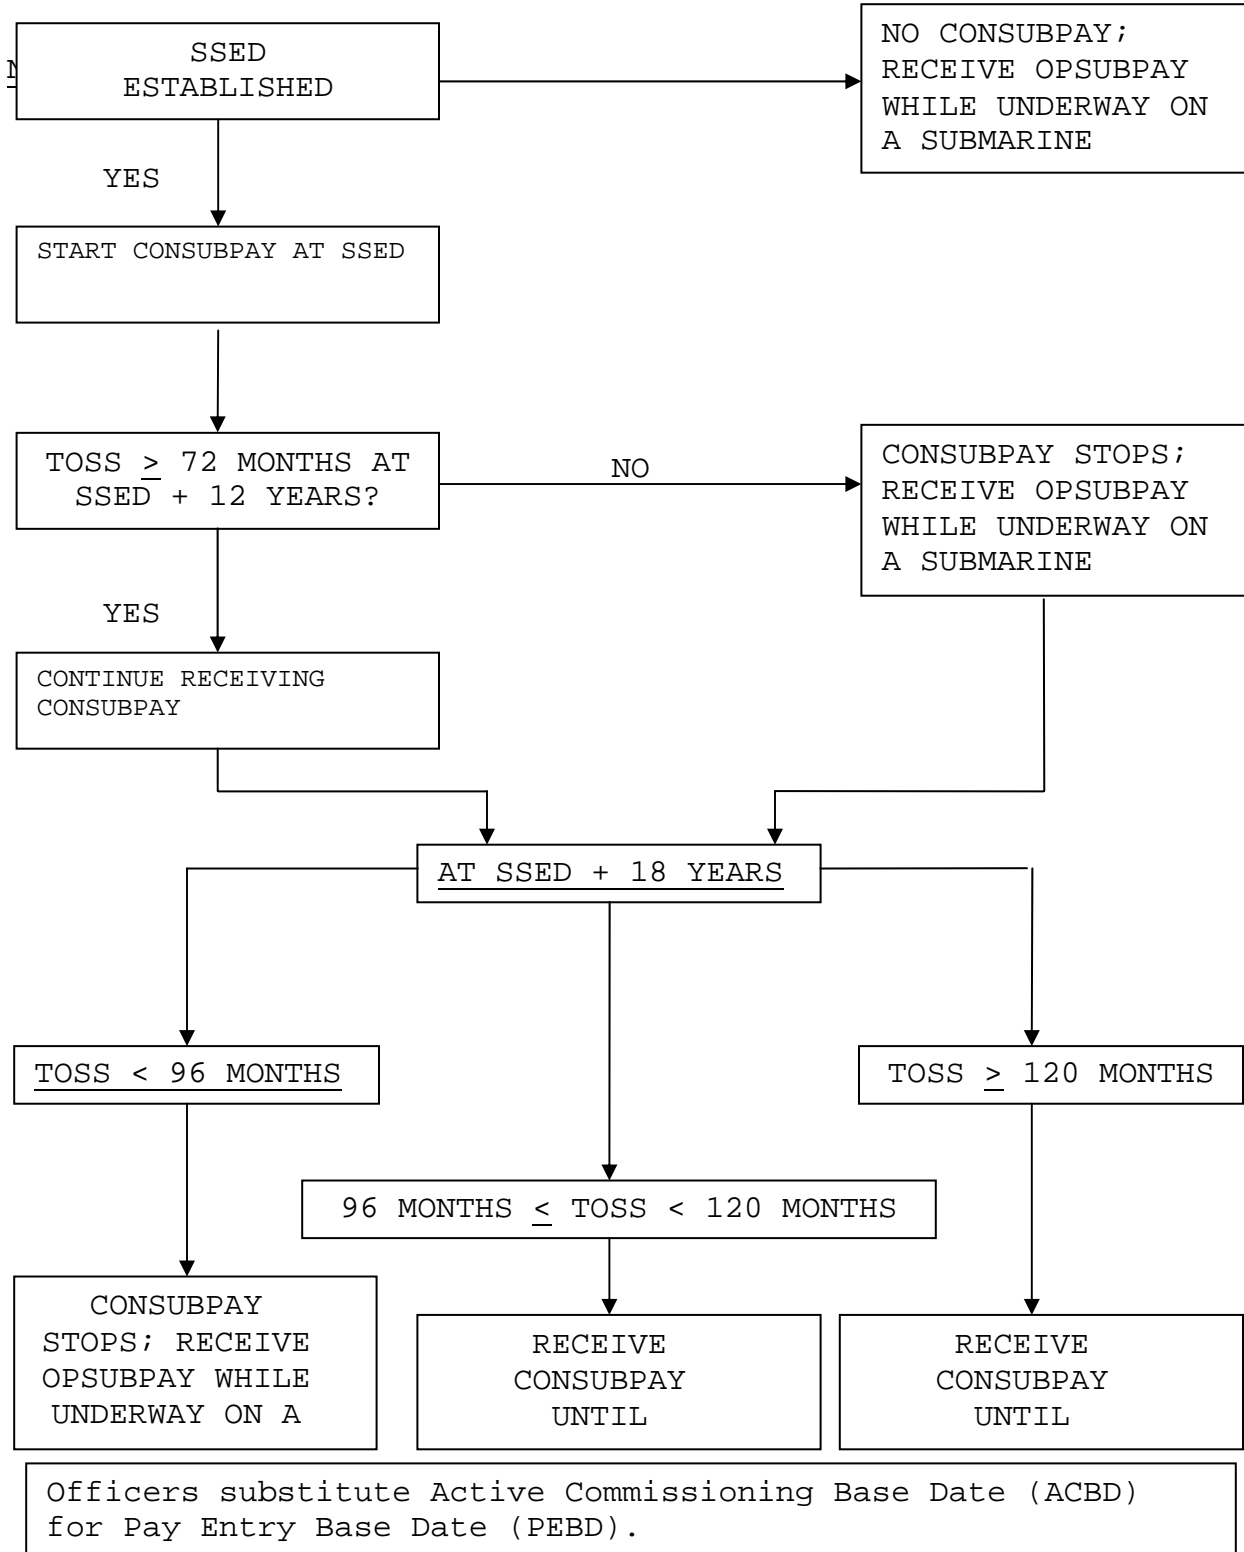 SSED
ESTABLISHED
NO CONSUBPAY;
RECEIVE OPSUBPAY
WHILE UNDERWAY ON
A SUBMARINE
YES
START CONSUBPAY AT SSED
TOSS ≥ 72 MONTHS AT
SSED + 12 YEARS?
NO
CONSUBPAY STOPS;
RECEIVE OPSUBPAY
WHILE UNDERWAY ON
A SUBMARINE
YES
CONTINUE RECEIVING
CONSUBPAY
AT SSED + 18 YEARS
TOSS < 96 MONTHS
TOSS ≥ 120 MONTHS
96 MONTHS ≤ TOSS < 120 MONTHS
CONSUBPAY
STOPS; RECEIVE
OPSUBPAY WHILE
UNDERWAY ON A
RECEIVE
CONSUBPAY
UNTIL
RECEIVE
CONSUBPAY
UNTIL
Officers substitute Active Commissioning Base Date (ACBD)
for Pay Entry Base Date (PEBD).